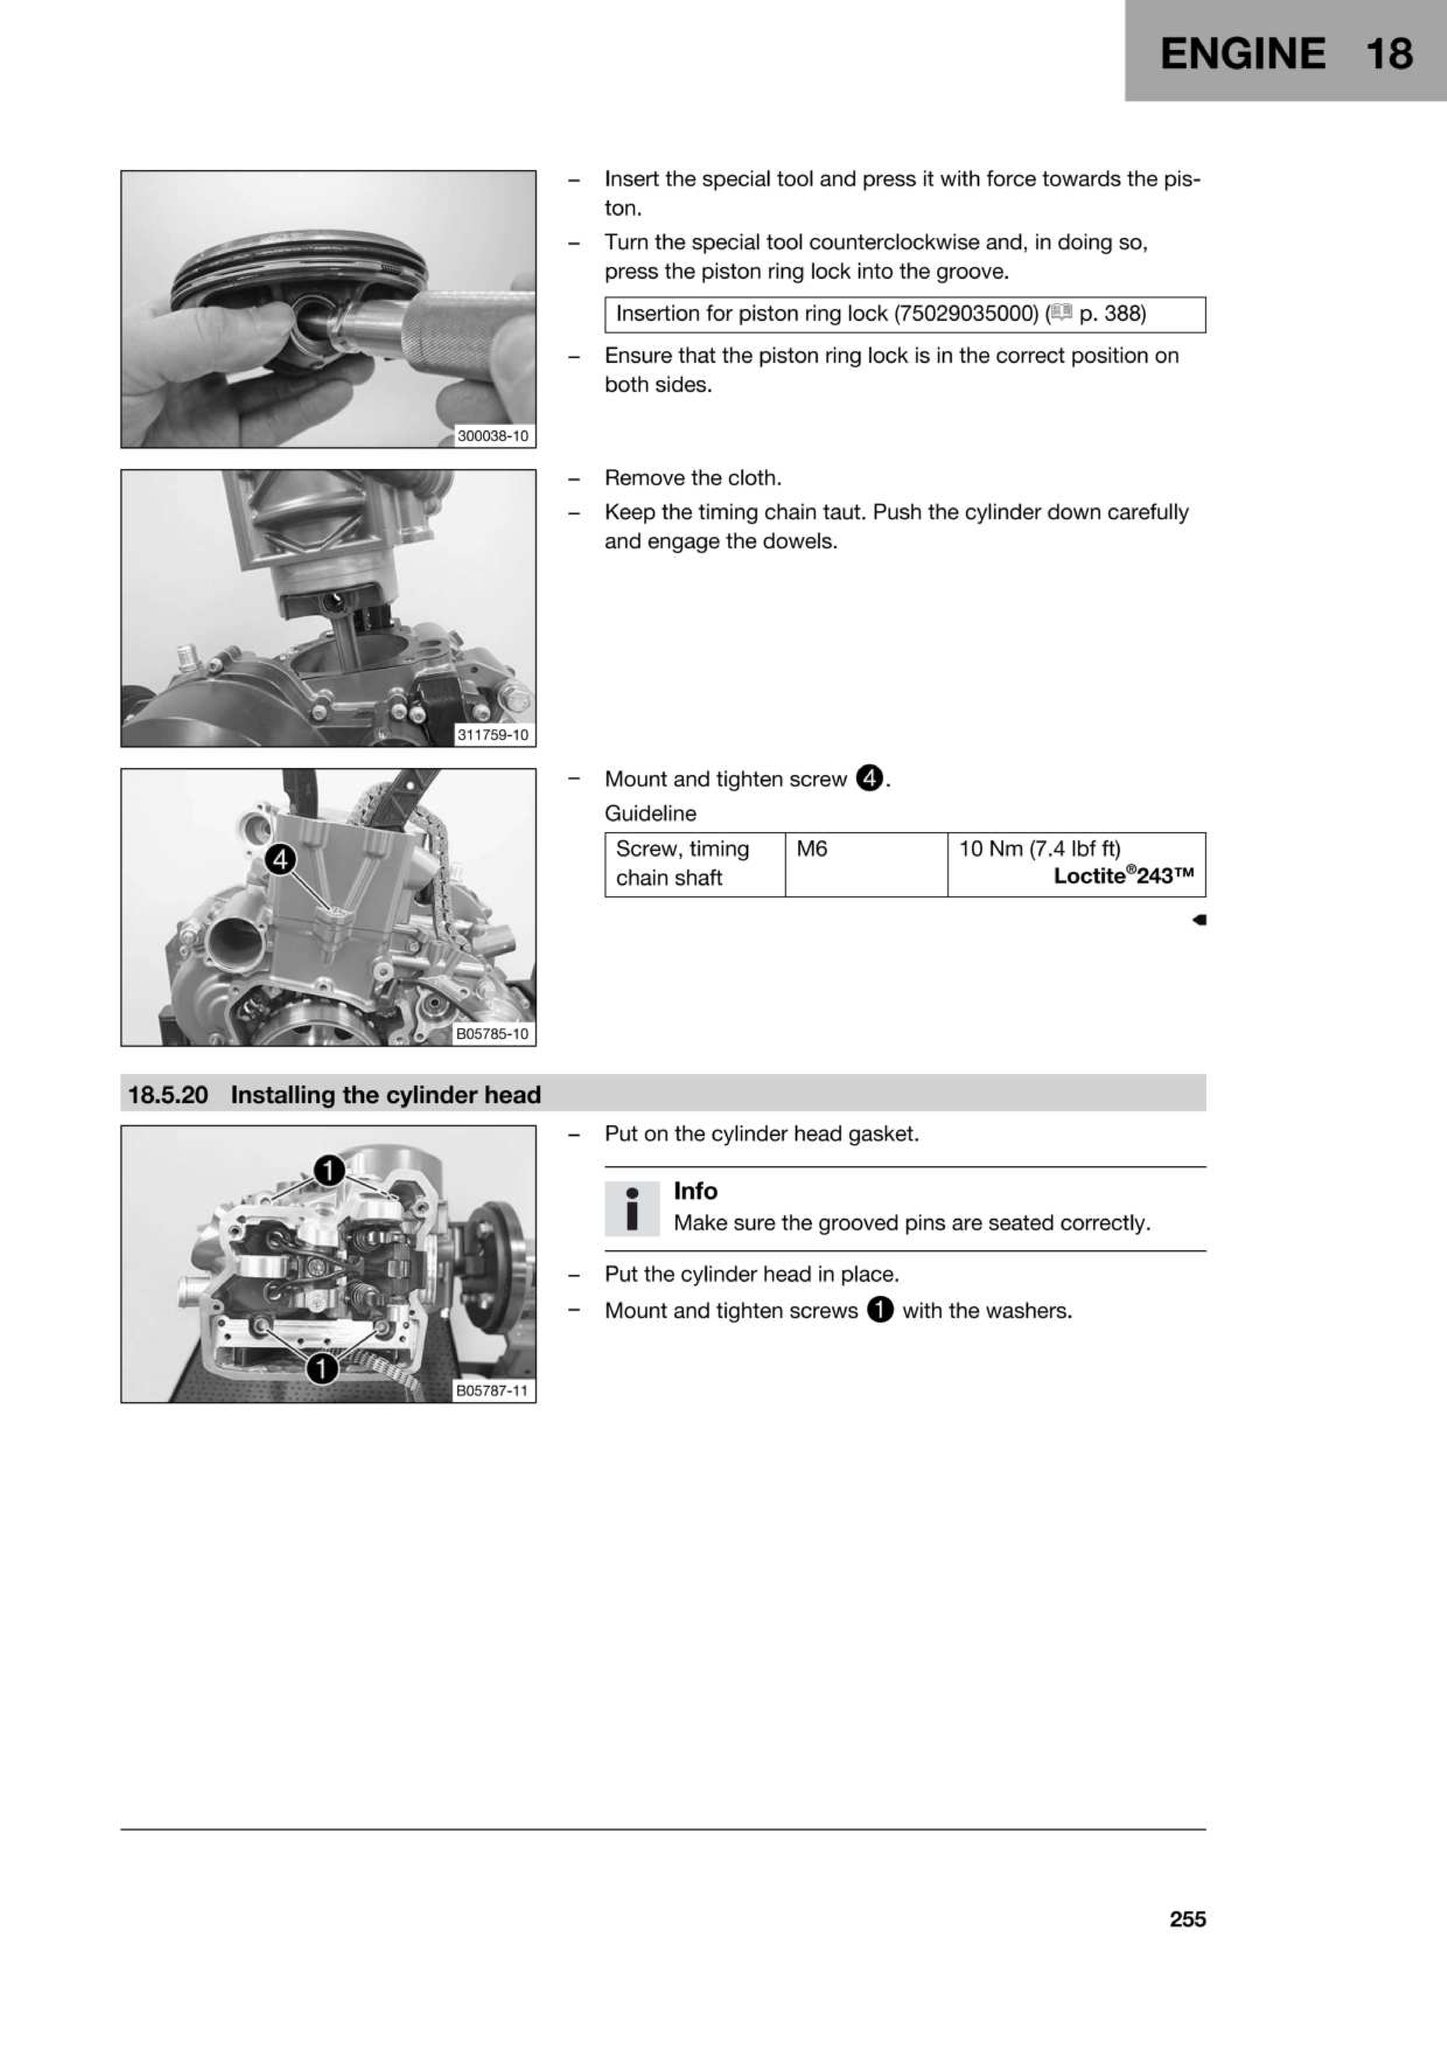 ENGINE 18
– Insert the special tool and press it with force towards the pis-
ton.
– Turn the special tool counterclockwise and, in doing so,
press the piston ring lock into the groove.
Insertion for piston ring lock (75029035000) ( p. 388)
– Ensure that the piston ring lock is in the correct position on
both sides.
300038-10
– Remove the cloth.
– Keep the timing chain taut. Push the cylinder down carefully
and engage the dowels.
311759-10
– Mount and tighten screw 4.
Guideline
Screw, timing M6 10 Nm (7.4 lbf ft)
chain shaft Loctite®243™
4
B05785-10
18.5.20 Installing the cylinder head
– Put on the cylinder head gasket.
Info
Make sure the grooved pins are seated correctly.
– Put the cylinder head in place.
– Mount and tighten screws 1 with the washers.
1
1
B05787-11
255